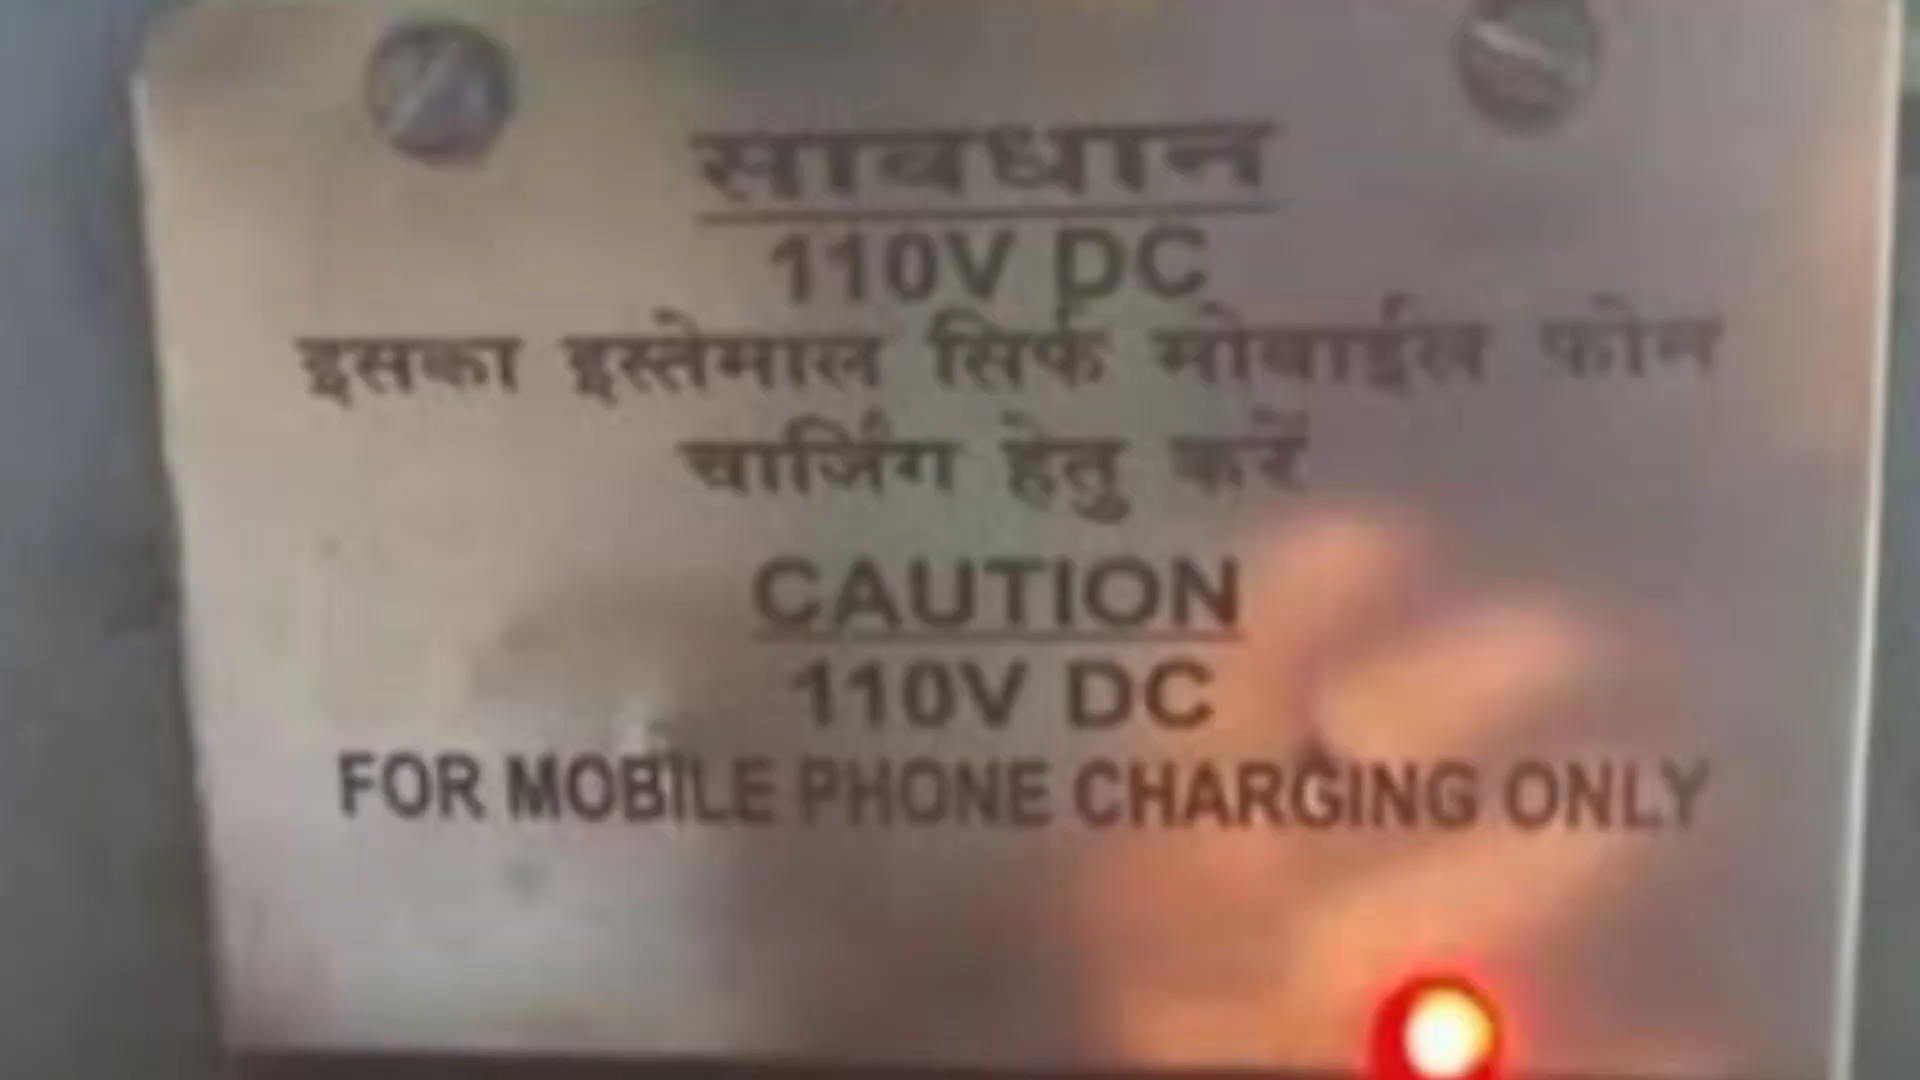 सावधान
110V DC
इसका इस्तेमाल सिर्फ मोबाईल फोन
चार्जिंग हेतु करें
CAUTION
110V DC
FOR MOBILE PHONE CHARGING ONLY